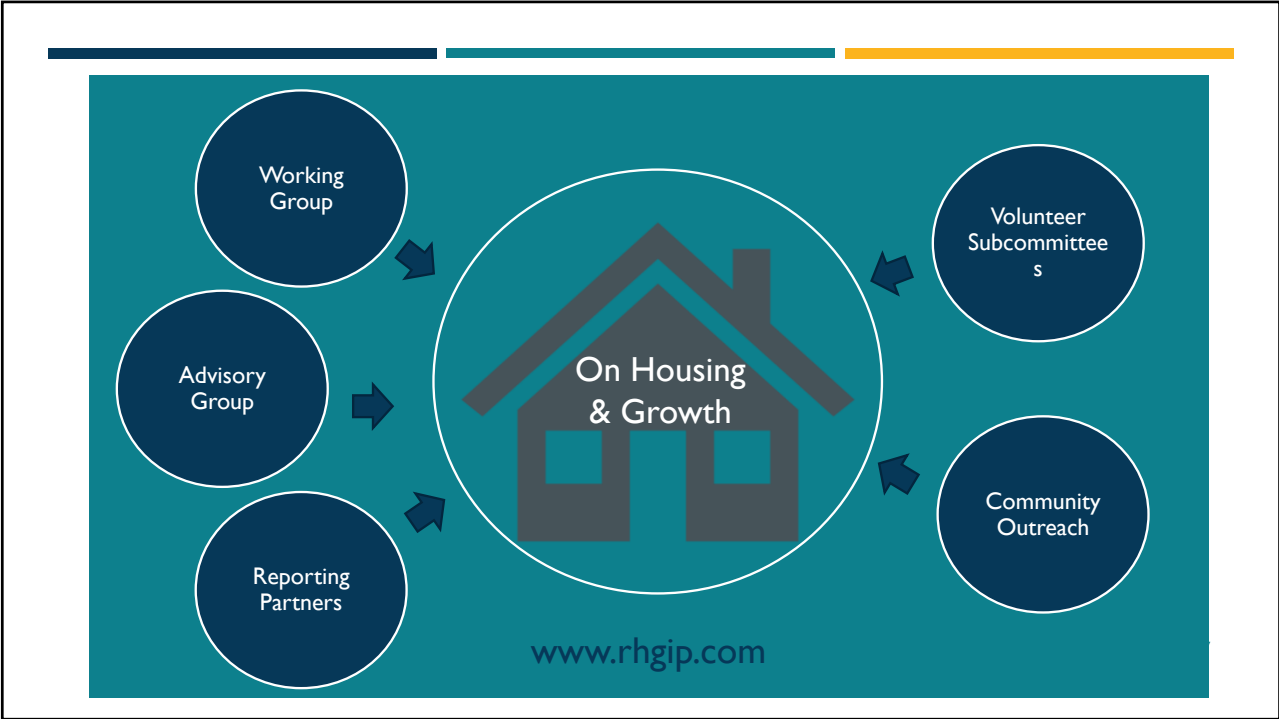 Working
Group
Advisory
Group
Reporting
Partners
On Housing
& Growth
Volunteer
Subcommittee
s
Community
Outreach
www.rhgip.com